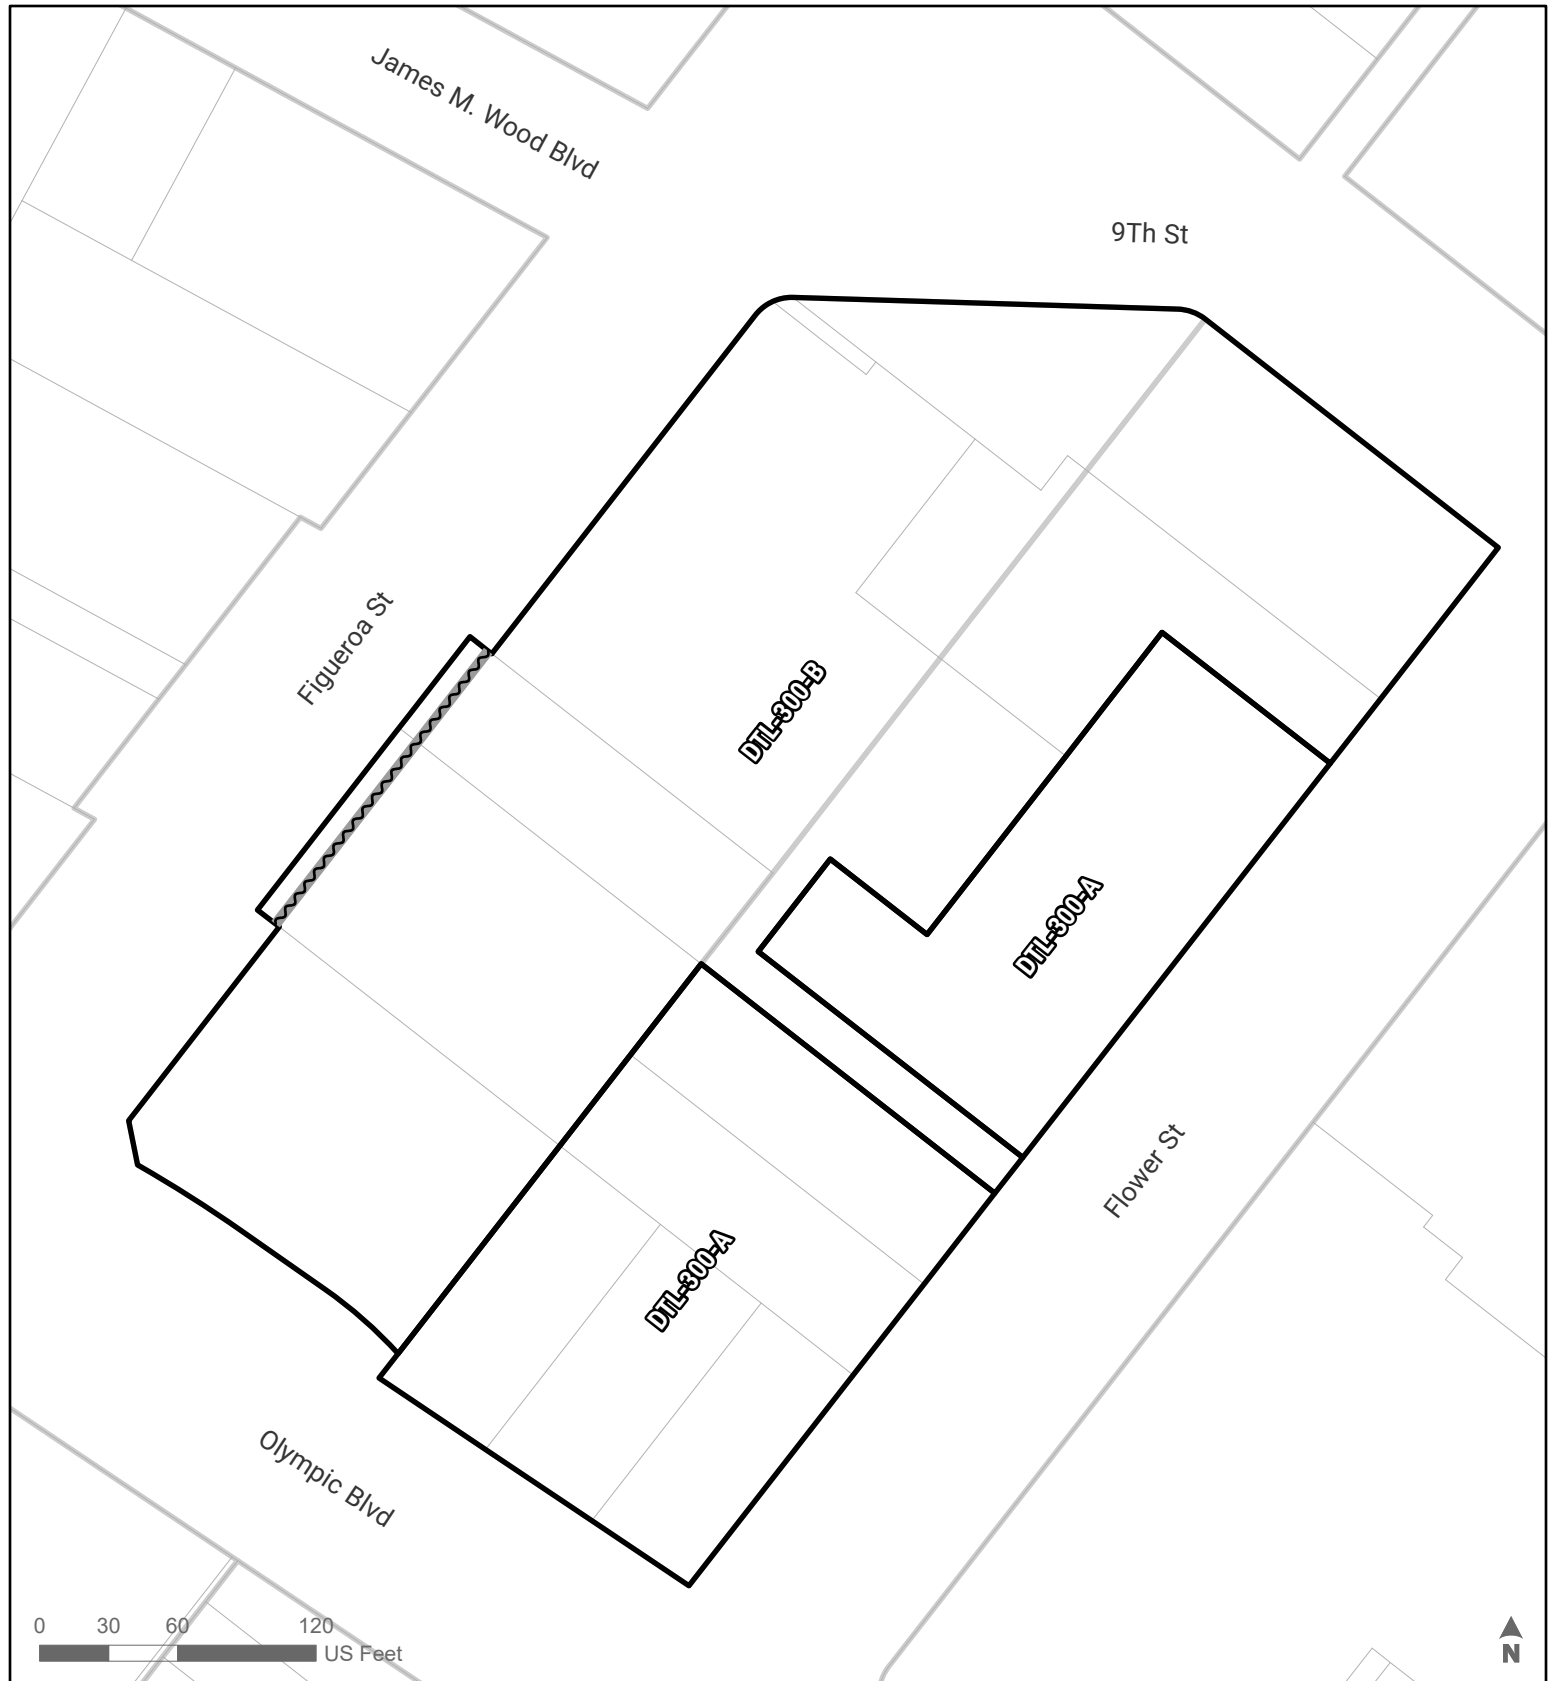 James M. Wood Blvd
9Th St
Figueroa St
DTL-300-B
DTL-300-A
Flower St
DTL-300-A
Olympic Blvd
0 30 60 120
US Feet
N